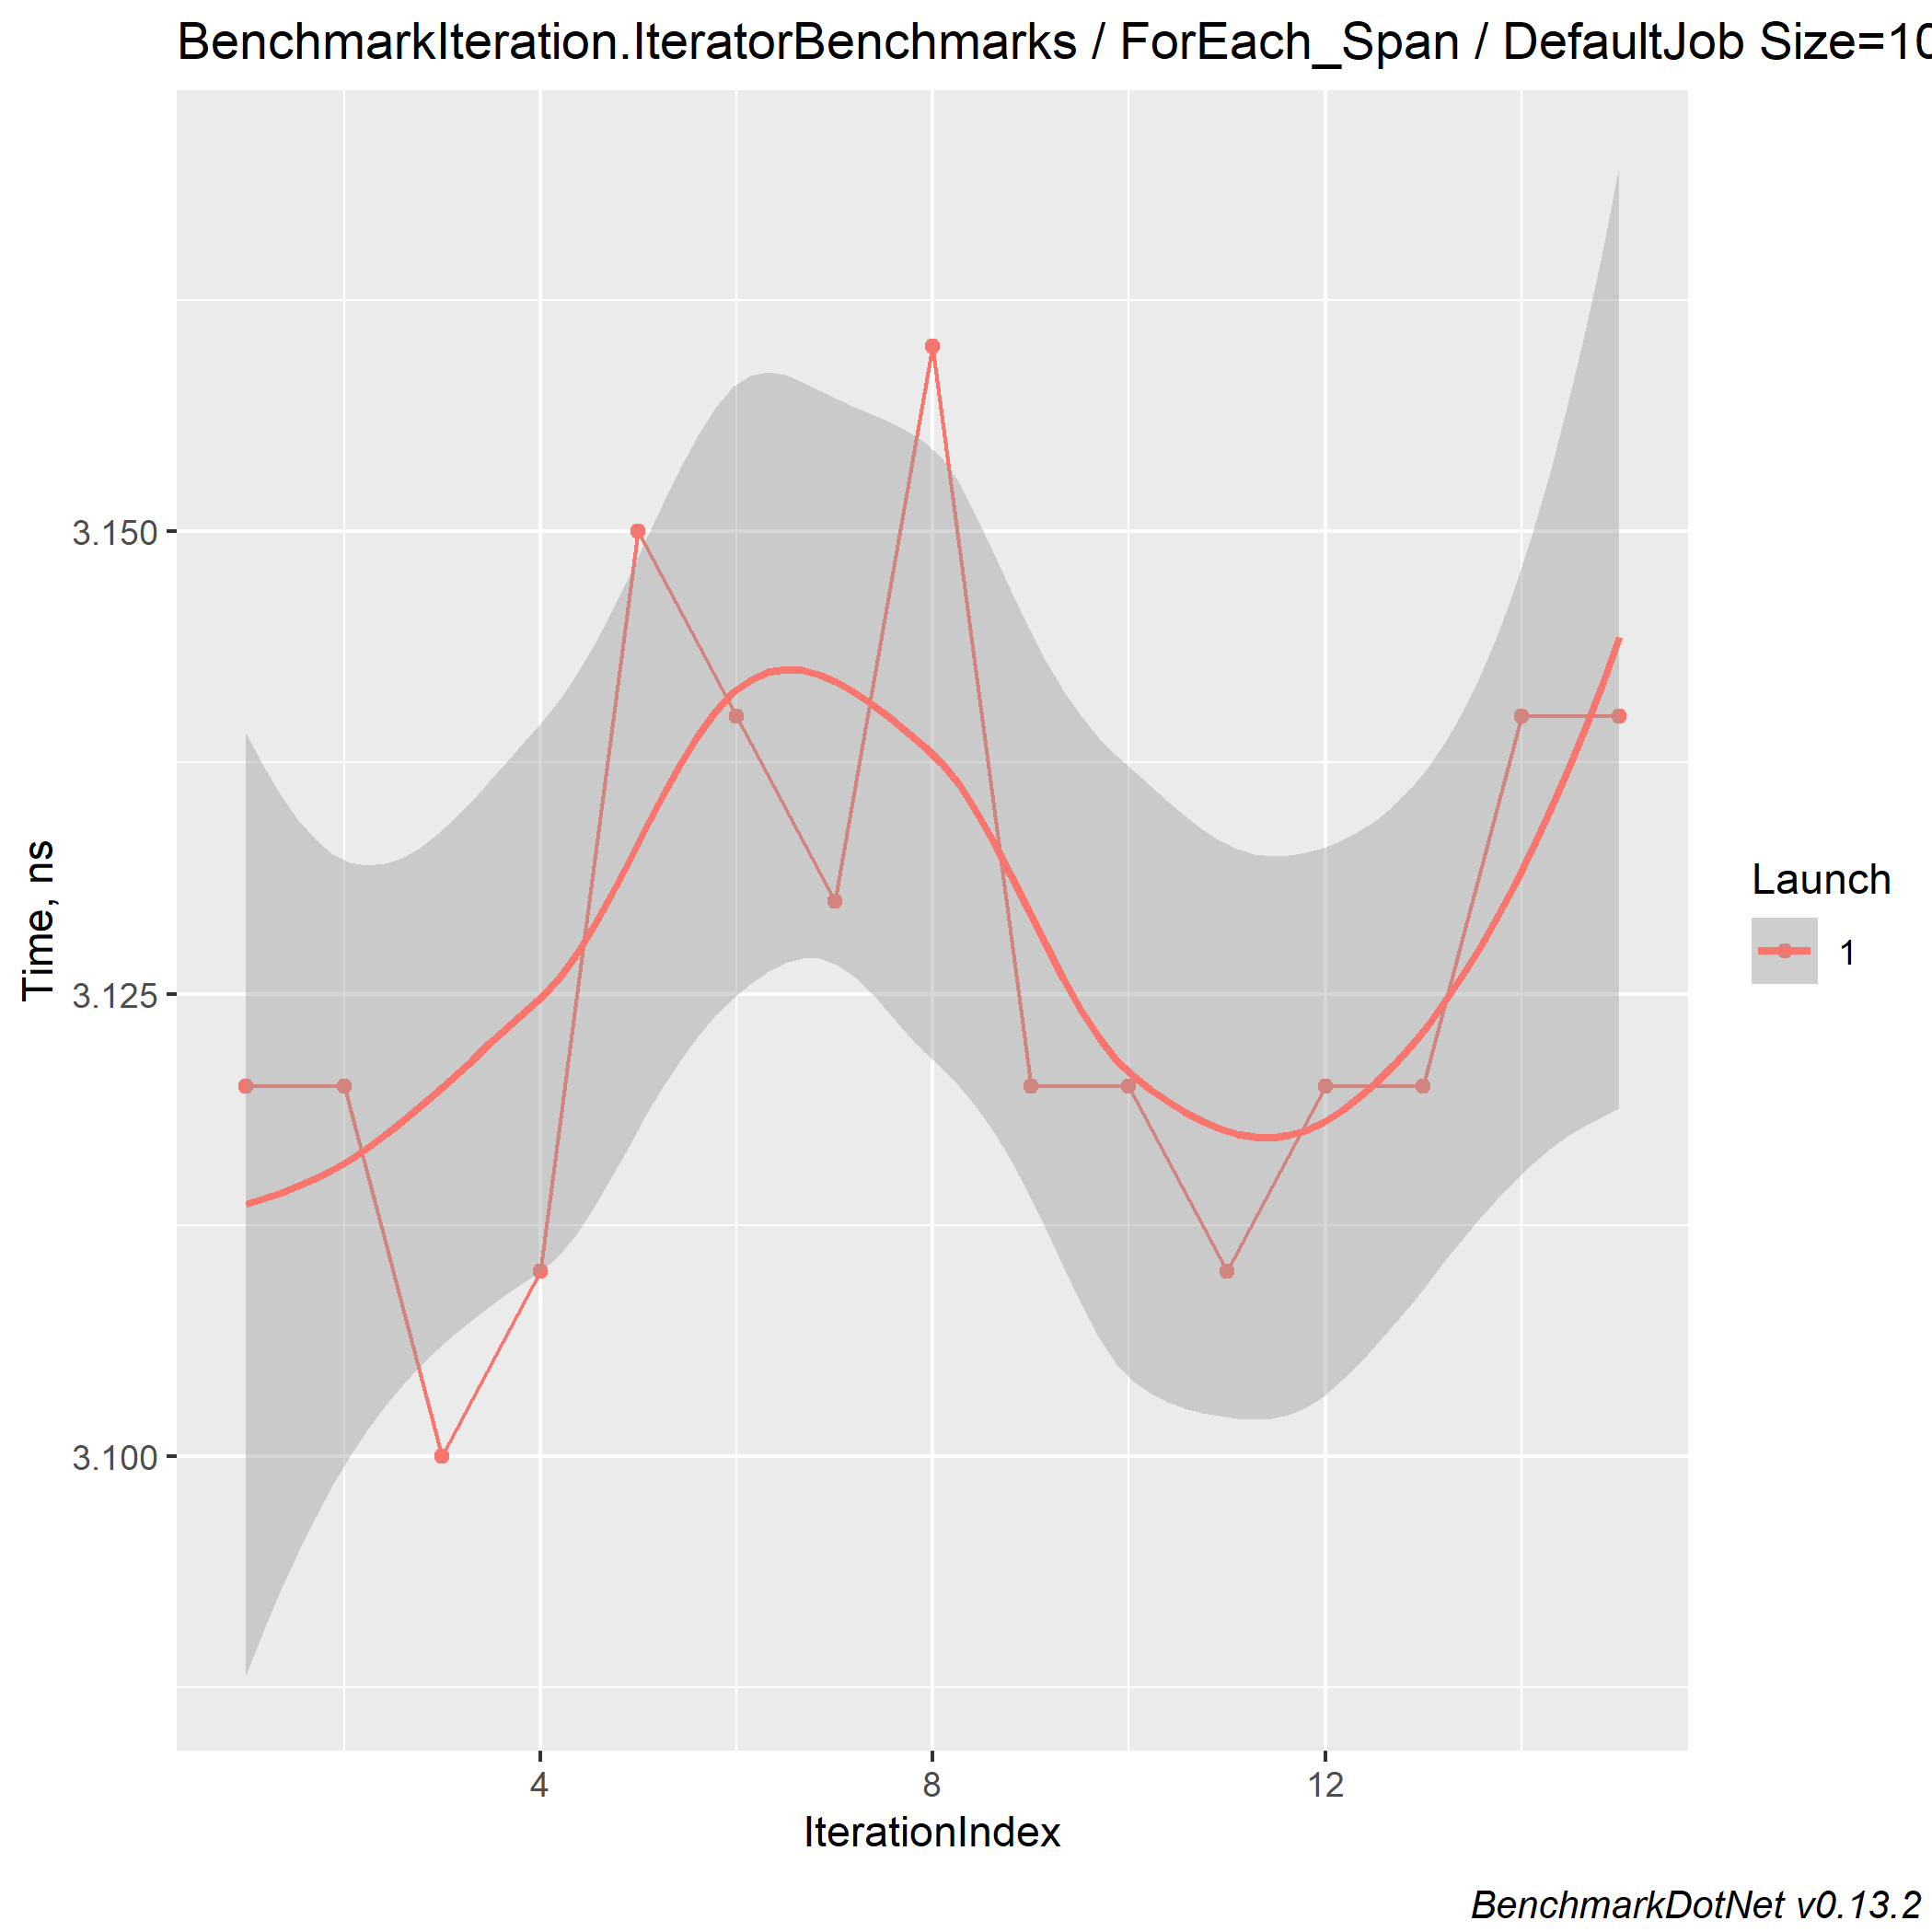 BenchmarkIteration.IteratorBenchmarks / ForEach_Span / DefaultJob Size=10
Time, ns
3.150
3.125
3.100
4 8 12
IterationIndex
Launch
1
BenchmarkDotNet v0.13.2